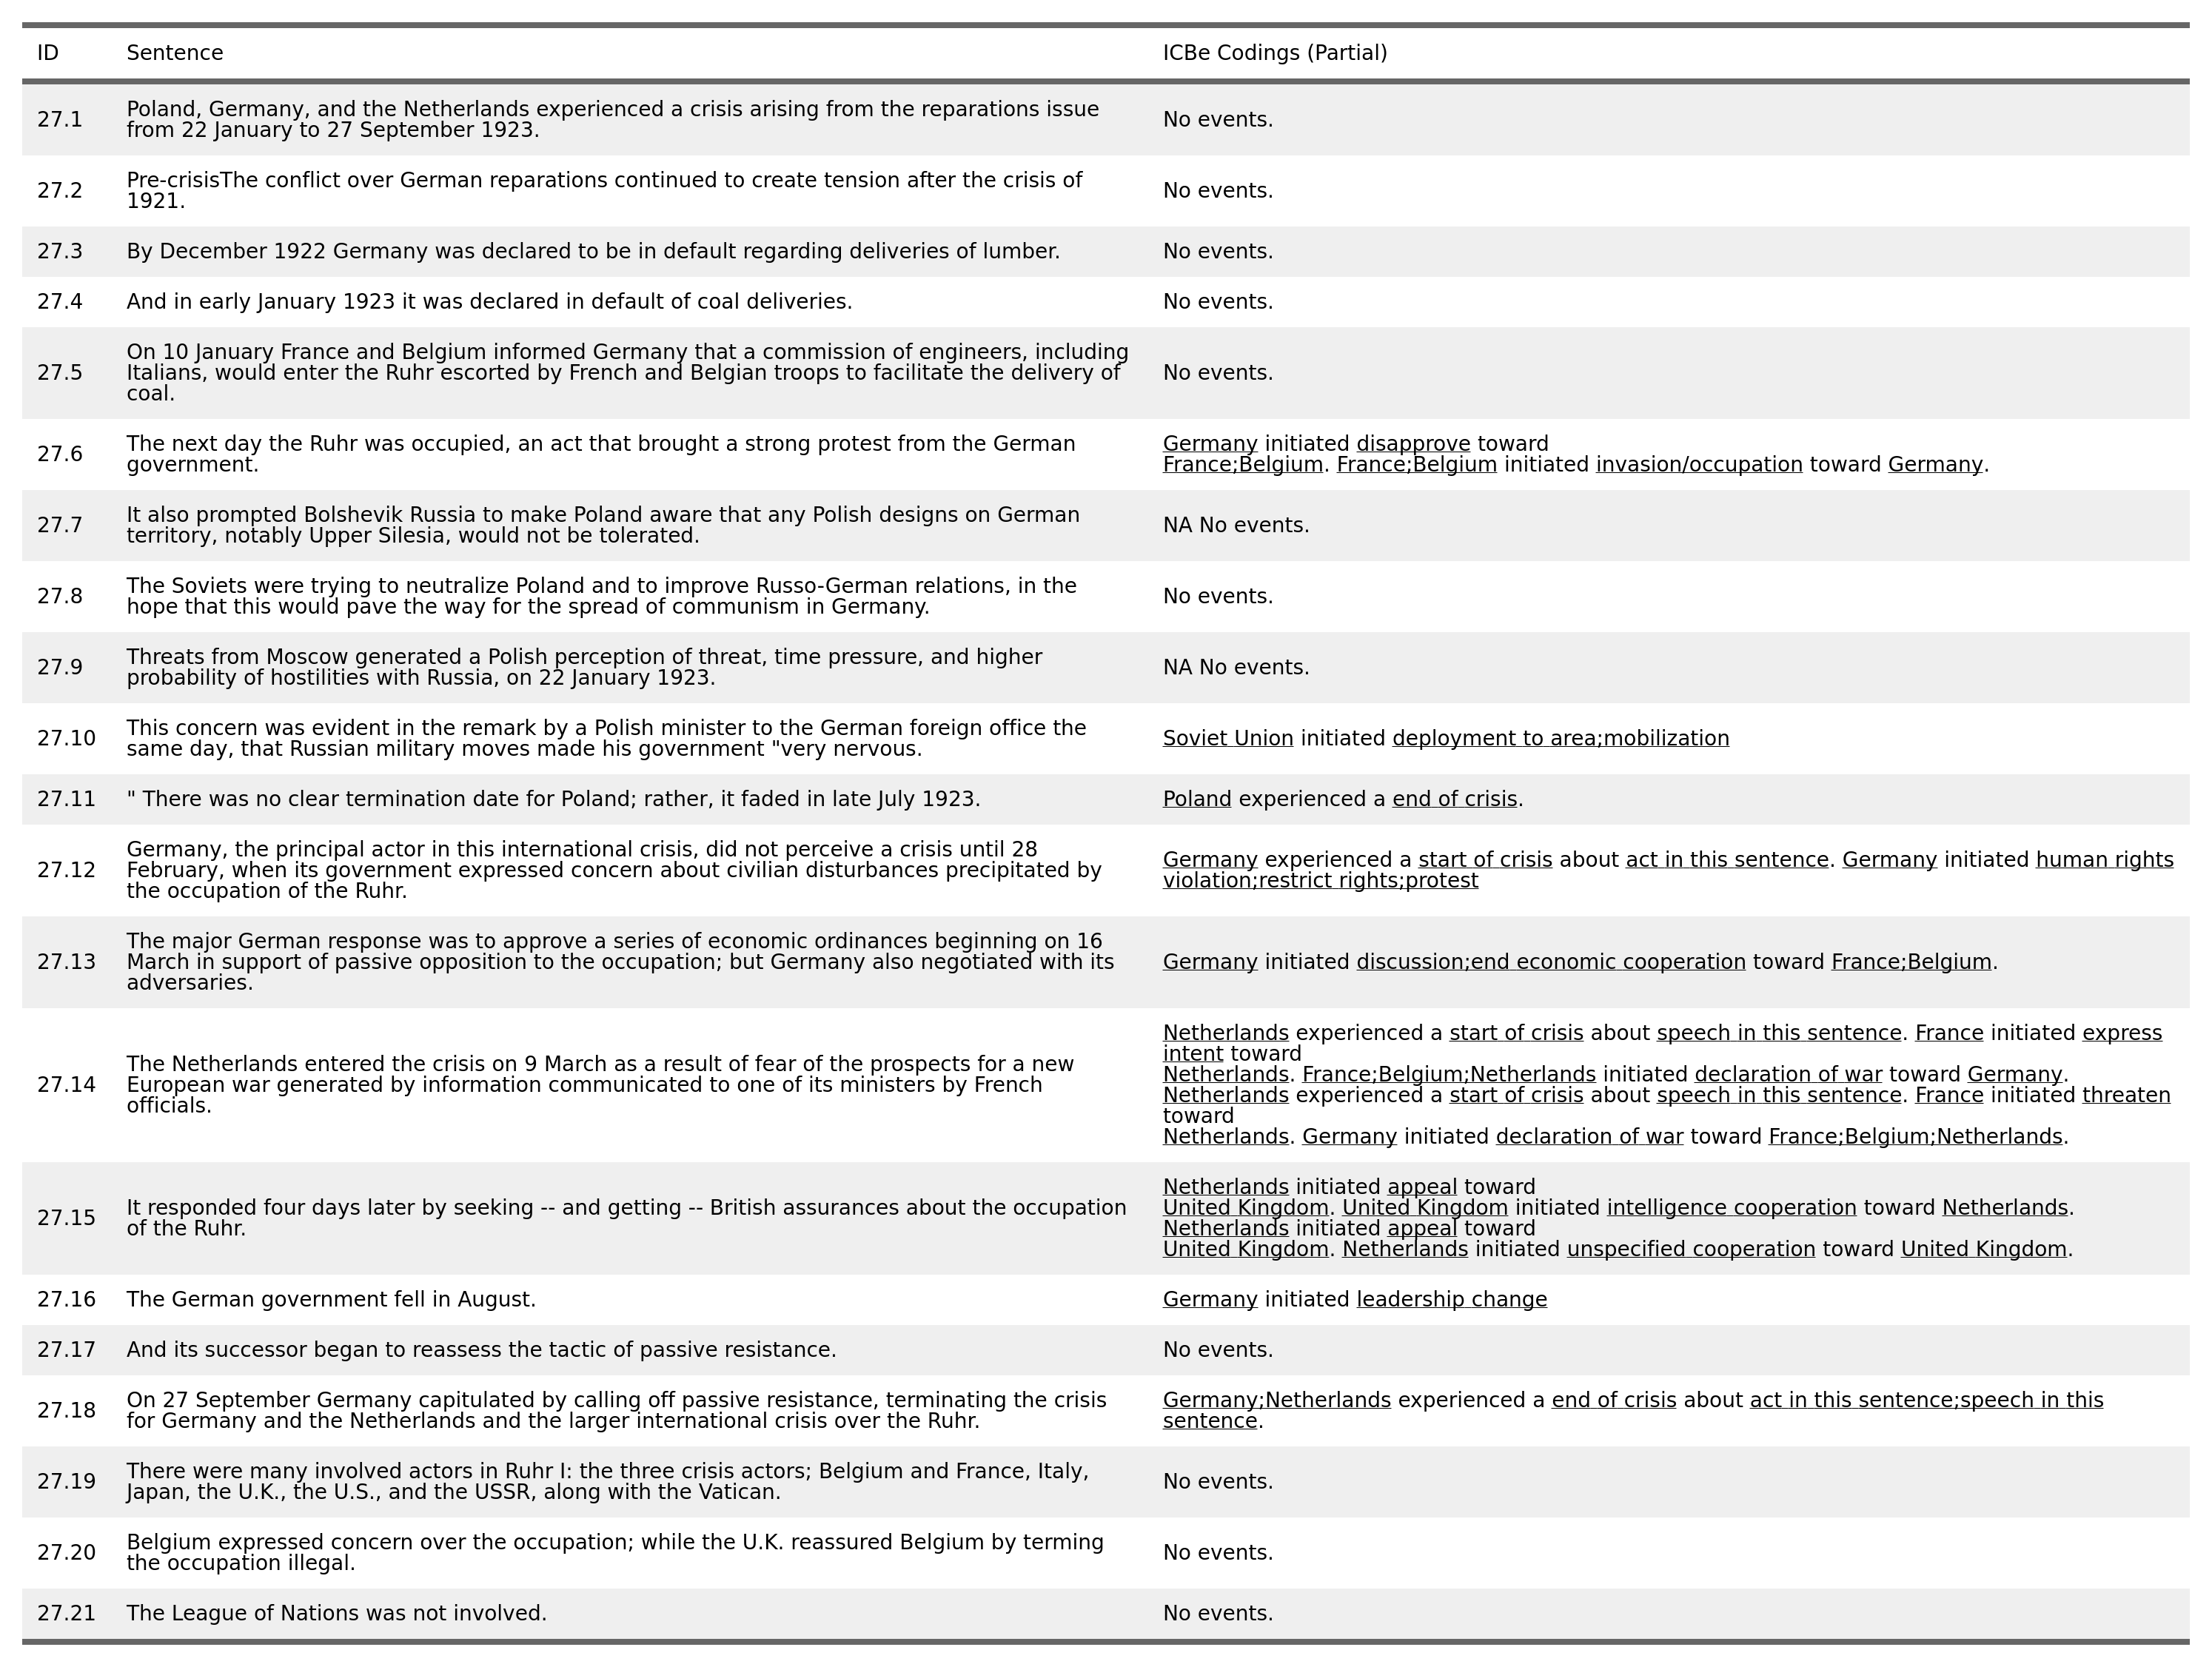 ID Sentence ICBe Codings (Partial)
27.1 Poland, Germany, and the Netherlands experienced a crisis arising from the reparations issue
from 22 January to 27 September 1923. No events.
27.2 Pre-crisisThe conflict over German reparations continued to create tension after the crisis of
1921. No events.
27.3 By December 1922 Germany was declared to be in default regarding deliveries of lumber. No events.
27.4 And in early January 1923 it was declared in default of coal deliveries. No events.
27.5 On 10 January France and Belgium informed Germany that a commission of engineers, including
Italians, would enter the Ruhr escorted by French and Belgian troops to facilitate the delivery of
coal. No events.
27.6 The next day the Ruhr was occupied, an act that brought a strong protest from the German
government. Germany initiated disapprove toward
France;Belgium. France;Belgium initiated invasion/occupation toward Germany.
27.7 It also prompted Bolshevik Russia to make Poland aware that any Polish designs on German
territory, notably Upper Silesia, would not be tolerated. NA No events.
27.8 The Soviets were trying to neutralize Poland and to improve Russo-German relations, in the
hope that this would pave the way for the spread of communism in Germany. No events.
27.9 Threats from Moscow generated a Polish perception of threat, time pressure, and higher
probability of hostilities with Russia, on 22 January 1923. NA No events.
27.10 This concern was evident in the remark by a Polish minister to the German foreign office the
same day, that Russian military moves made his government "very nervous. Soviet Union initiated deployment to area;mobilization
27.11 " There was no clear termination date for Poland; rather, it faded in late July 1923. Poland experienced a end of crisis.
27.12 Germany, the principal actor in this international crisis, did not perceive a crisis until 28
February, when its government expressed concern about civilian disturbances precipitated by
the occupation of the Ruhr. Germany experienced a start of crisis about act in this sentence. Germany initiated human rights
violation;restrict rights;protest
27.13 The major German response was to approve a series of economic ordinances beginning on 16
March in support of passive opposition to the occupation; but Germany also negotiated with its
adversaries. Germany initiated discussion;end economic cooperation toward France;Belgium.
27.14 The Netherlands entered the crisis on 9 March as a result of fear of the prospects for a new
European war generated by information communicated to one of its ministers by French
officials. Netherlands experienced a start of crisis about speech in this sentence. France initiated express
intent toward
Netherlands. France;Belgium;Netherlands initiated declaration of war toward Germany.
Netherlands experienced a start of crisis about speech in this sentence. France initiated threaten
toward
Netherlands. Germany initiated declaration of war toward France;Belgium;Netherlands.
27.15 It responded four days later by seeking -- and getting -- British assurances about the occupation
of the Ruhr. Netherlands initiated appeal toward
United Kingdom. United Kingdom initiated intelligence cooperation toward Netherlands.
Netherlands initiated appeal toward
United Kingdom. Netherlands initiated unspecified cooperation toward United Kingdom.
27.16 The German government fell in August. Germany initiated leadership change
27.17 And its successor began to reassess the tactic of passive resistance. No events.
27.18 On 27 September Germany capitulated by calling off passive resistance, terminating the crisis
for Germany and the Netherlands and the larger international crisis over the Ruhr. Germany;Netherlands experienced a end of crisis about act in this sentence;speech in this
sentence.
27.19 There were many involved actors in Ruhr I: the three crisis actors; Belgium and France, Italy,
Japan, the U.K., the U.S., and the USSR, along with the Vatican. No events.
27.20 Belgium expressed concern over the occupation; while the U.K. reassured Belgium by terming
the occupation illegal. No events.
27.21 The League of Nations was not involved. No events.